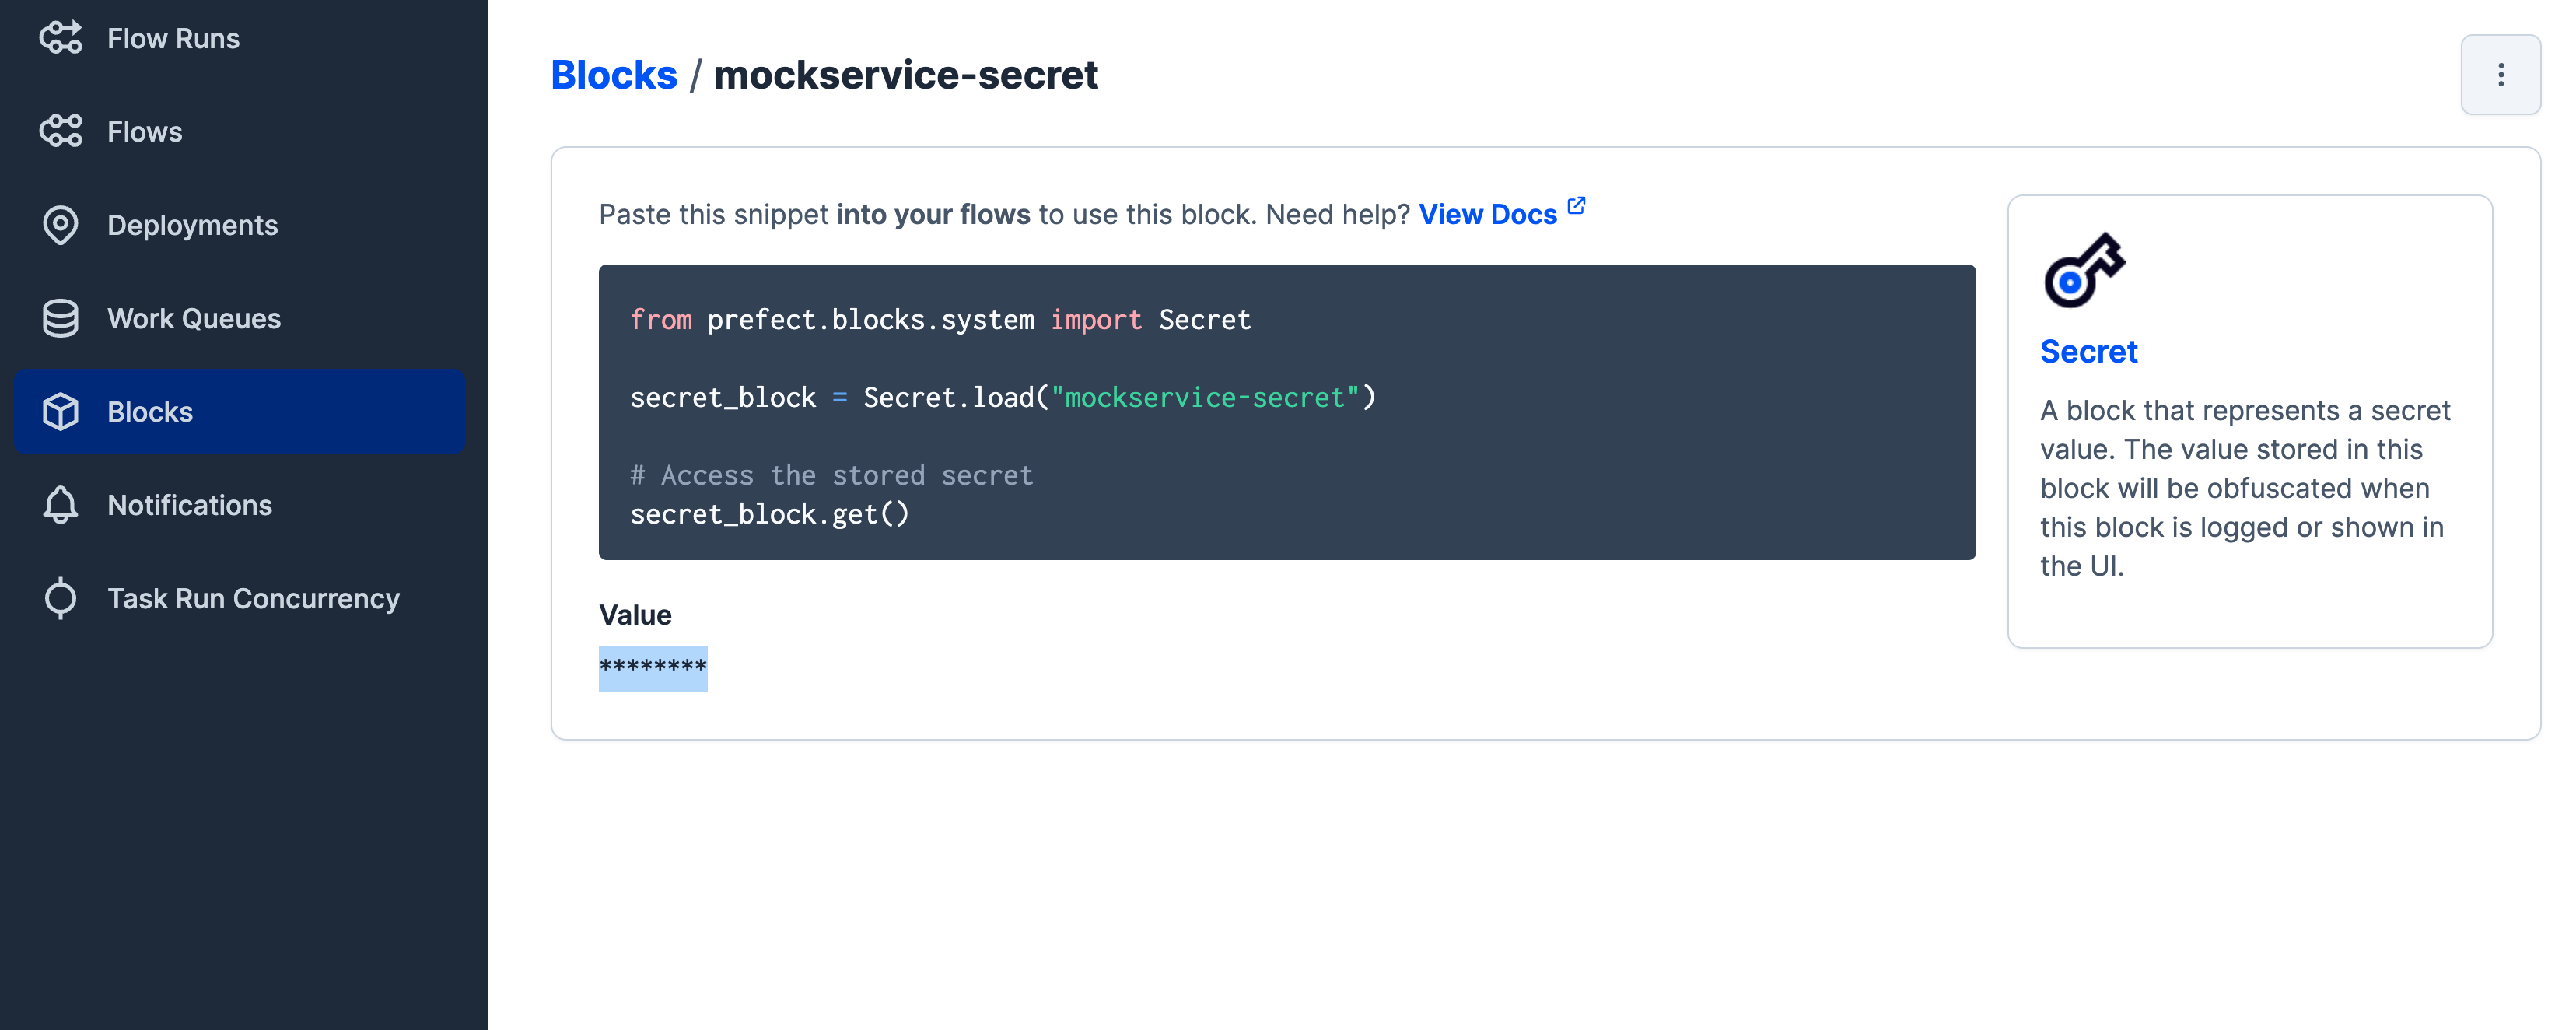 Flow Runs
Flows
Deployments
Work Queues
Blocks
Notifications
Task Run Concurrency
Blocks / mockservice-secret
Paste this snippet into your flows to use this block. Need help? View Docs
from prefect.blocks.system import Secret
secret_block = Secret.load("mockservice-secret")
# Access the stored secret
secret_block.get()
Value
********
Secret
A block that represents a secret
value. The value stored in this
block will be obfuscated when
this block is logged or shown in
the UI.